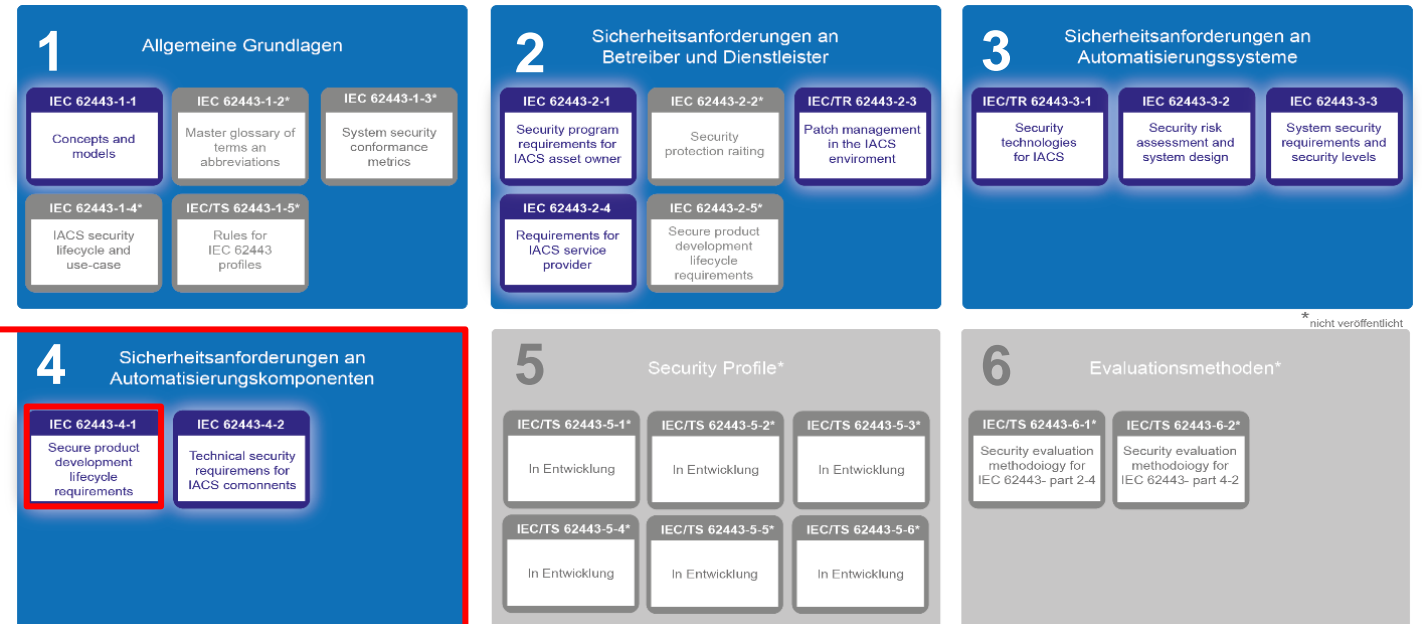 1
Allgemeine Grundlagen
IEC 62443-1-1
Concepts and
models
IEC 62443-1-2*
Master glossary of
terms an
abbreviations
IEC 62443-1-3*
System security
conformance
metrics
IEC 62443-1-4*
IACS security
lifecycle and
use-case
IEC/TS 62443-1-5*
Rules for
IEC 62443
profiles
2
Sicherheitsanforderungen an
Betreiber und Dienstleister
IEC 62443-2-1
Security program
requirements for
IACS asset owner
IEC 62443-2-2*
Security
protection raiting
IEC/TR 62443-2-3
Patch management
in the IACS
enviroment
IEC 62443-2-4
Requirements for
IACS service
provider
IEC 62443-2-5*
Secure product
development
lifecycle
requirements
3
Sicherheitsanforderungen an
Automatisierungssysteme
IEC/TR 62443-3-1
Security
technologies
for IACS
IEC 62443-3-2
Security risk
assessment and
system design
IEC 62443-3-3
System security
requirements and
security levels
*nicht veröffentlicht
4
Sicherheitsanforderungen an
Automatisierungskomponenten
IEC 62443-4-1
Secure product
development
lifecycle
requirements
IEC 62443-4-2
Technical security
requiremens for
IACS comonnents
5
Security Profile*
IEC/TS 62443-5-1*
In Entwicklung
IEC/TS 62443-5-2*
In Entwicklung
IEC/TS 62443-5-3*
In Entwicklung
IEC/TS 62443-5-4*
In Entwicklung
IEC/TS 62443-5-5*
In Entwicklung
IEC/TS 62443-5-6*
In Entwicklung
6
Evaluationsmethoden*
IEC/TS 62443-6-1*
Security evaluation
methodoiogy for
IEC 62443- part 2-4
IEC/TS 62443-6-2*
Security evaluation
methodoiogy for
IEC 62443- part 4-2